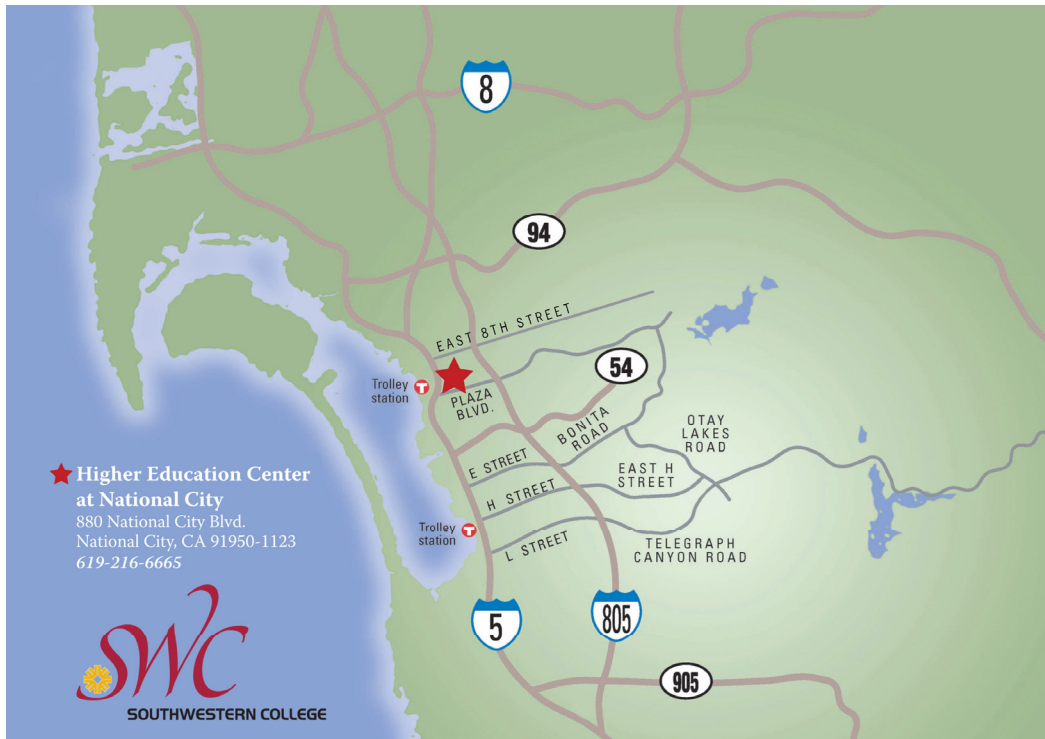 8
94
EAST 8TH STREET
Trolley
station
T
PLAZA
BLVD.
54
BONITA
ROAD
OTAY
LAKES
ROAD
E STREET
EAST H
STREET
H STREET
Trolley
station
T
L STREET
TELEGRAPH
CANYON ROAD
5
805
905
Higher Education Center
at National City
880 National City Blvd.
National City, CA 91950-1123
619-216-6665
SWC
SOUTHWESTERN COLLEGE